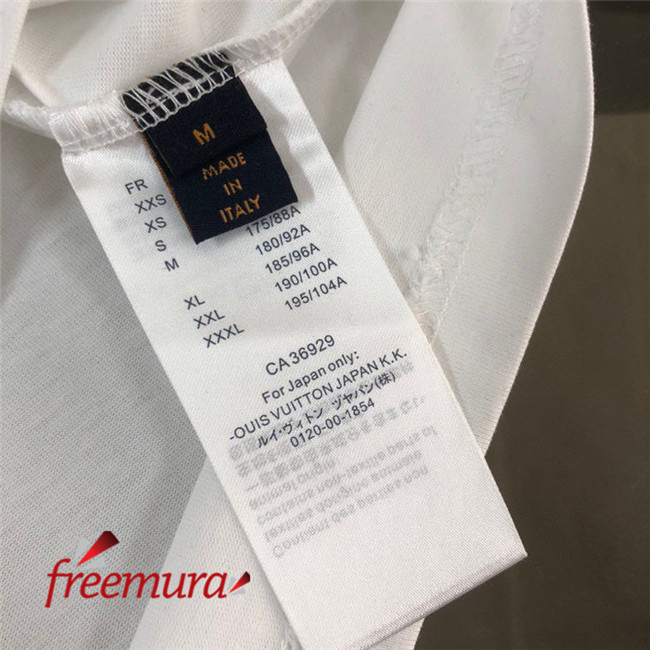 M
MADE
IN
ITALY
FR
XXS
XS 175/88A
S 180/92A
M 185/96A
190/100A
XL 195/104A
XXL
XXXL
CA 36929
For Japan only:
-OUIS VUITTON JAPAN K.K.
ルイ・ヴィトン ヅヤパン(株)
0120-00-1854
freemura